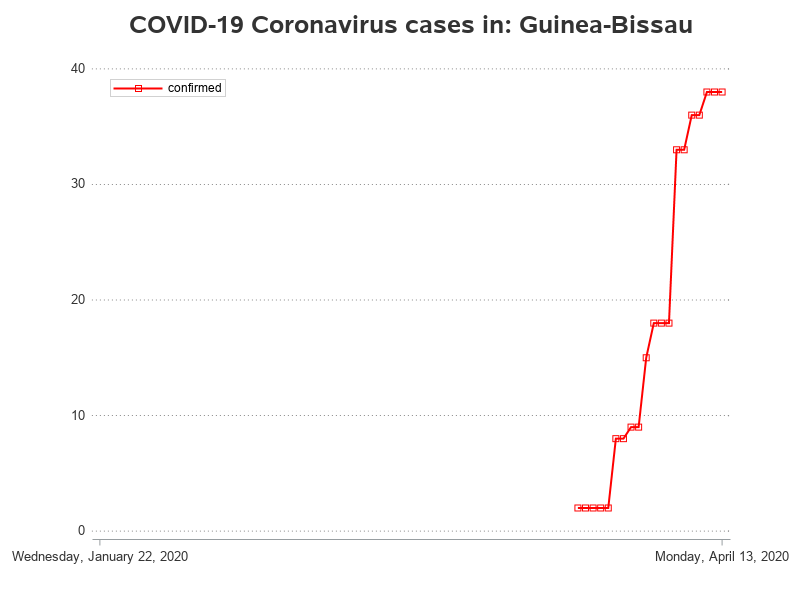 COVID-19 Coronavirus cases in: Guinea-Bissau
40
confirmed
30
20
10
0
Wednesday, January 22, 2020
Monday, April 13, 2020